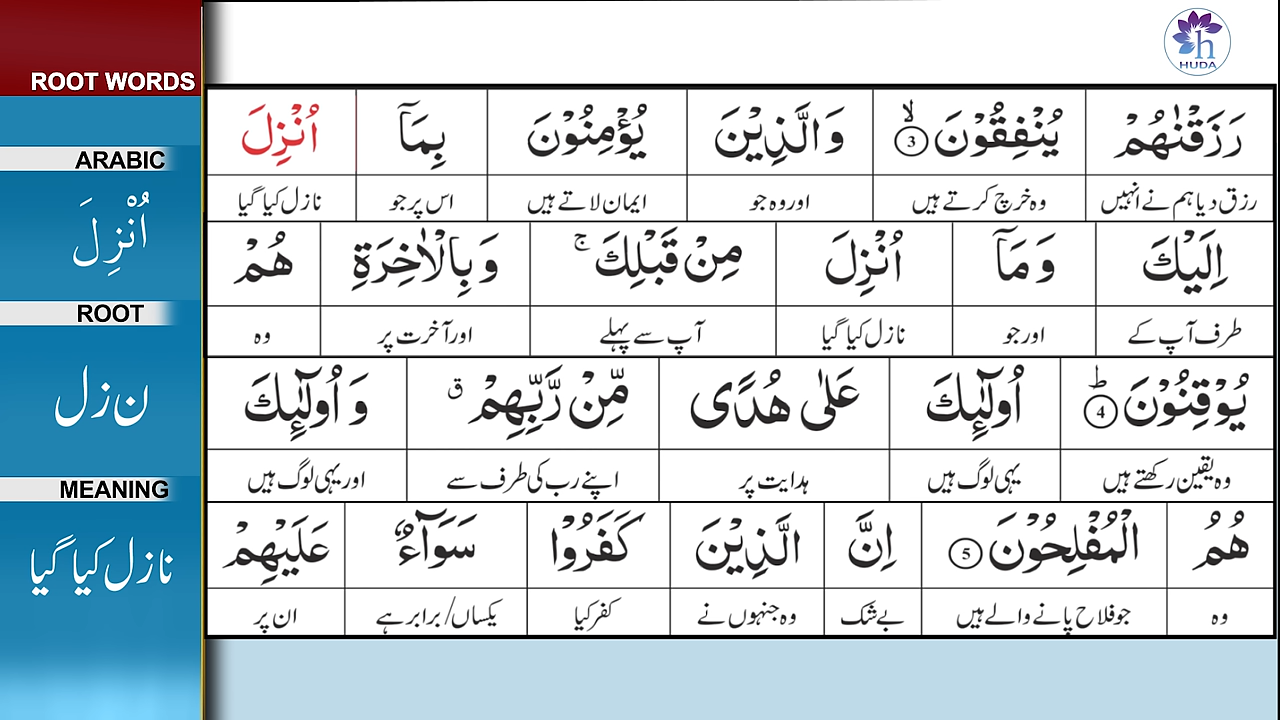 HUDA
ROOT WORDS
ARABIC
اُنْزِلَ
ROOT
ن ز ل
MEANING
نازل کیا گیا
رَزَقْنٰهُمْ يُنْفِقُوْنَ ۙ3 وَالَّذِيْنَ يُؤْمِنُوْنَ بِمَاۤ اُنْزِلَ
رزق دیا ہم نے انہیں وہ خرچ کرتے ہیں اور وہ جو ایمان لاتے ہیں اس پر جو نازل کیا گیا
اِلَيْكَ وَمَاۤ اُنْزِلَ مِنْ قَبْلِكَ ۚ وَبِالْاٰخِرَةِ هُمْ
طرف آپ کے اور جو نازل کیا گیا آپ سے پہلے اور آخرت پر وہ
يُوْقِنُوْنَ ؕ4 اُولٰٓئِكَ عَلٰى هُدًى مِّنْ رَّبِّهِمْ ق وَاُولٰٓئِكَ
وہ یقین رکھتے ہیں یہی لوگ ہیں ہدایت پر اپنے رب کی طرف سے اور یہی لوگ ہیں
هُمُ الْمُفْلِحُوْنَ 5 اِنَّ الَّذِيْنَ كَفَرُوْا سَوَآءٌ عَلَيْهِمْ
وہ جو فلاح پانے والے ہیں بے شک وہ جنہوں نے کفر کیا یکساں/برابر ہے ان پر